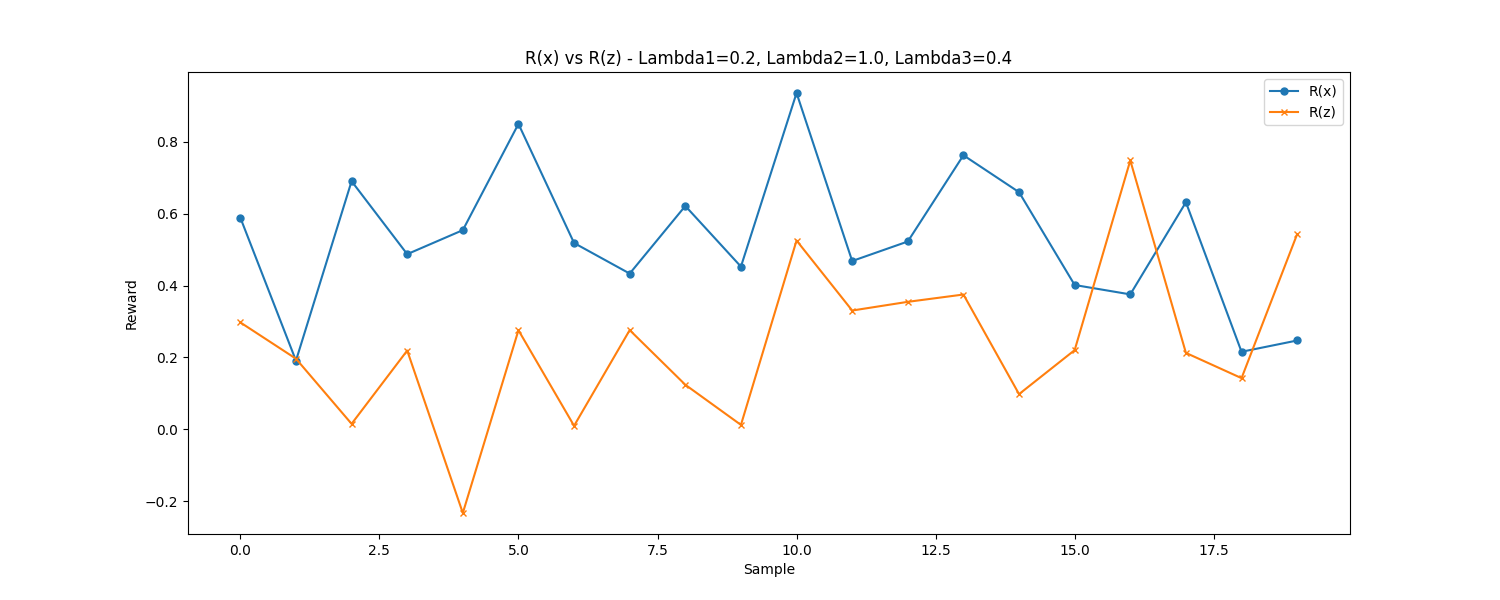 R(x) vs R(z) - Lambda1=0.2, Lambda2=1.0, Lambda3=0.4
R(x)
R(z)
Reward
0.8
0.6
0.4
0.2
0.0
−0.2
0.0 2.5 5.0 7.5 10.0 12.5 15.0 17.5
Sample